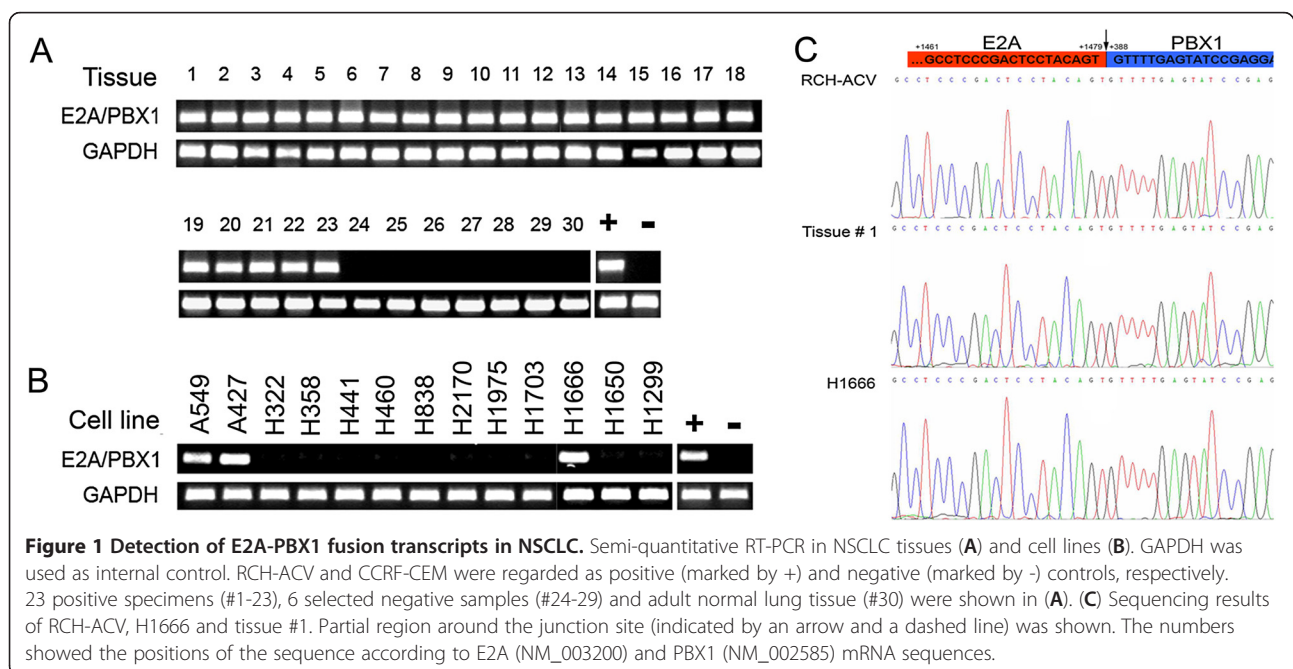 A
Tissue 1 2 3 4 5 6 7 8 9 10 11 12 13 14 15 16 17 18
E2A/PBX1
GAPDH
19 20 21 22 23 24 25 26 27 28 29 30 + -
B
Cell line A549 A427 H322 H358 H441 H460 H838 H2170 H1975 H1703 H1666 H1650 H1299 + -
E2A/PBX1
GAPDH
C
+1461 E2A +1479 +388 PBX1
...GCCTCCCGACTCCTACAGT GTTTTGAGTATCCGAGGA
RCH-ACV
G C C T C C C G A C T C C T A C A G T G T T T T G A G T A T C C G A G
Tissue # 1
G C C T C C C G A C T C C T A C A G T G T T T T G A G T A T C C G A G
H1666
G C C T C C C G A C T C C T A C A G T G T T T T G A G T A T C C G A G
Figure 1 Detection of E2A-PBX1 fusion transcripts in NSCLC. Semi-quantitative RT-PCR in NSCLC tissues (A) and cell lines (B). GAPDH was
used as internal control. RCH-ACV and CCRF-CEM were regarded as positive (marked by +) and negative (marked by -) controls, respectively.
23 positive specimens (#1-23), 6 selected negative samples (#24-29) and adult normal lung tissue (#30) were shown in (A). (C) Sequencing results
of RCH-ACV, H1666 and tissue #1. Partial region around the junction site (indicated by an arrow and a dashed line) was shown. The numbers
showed the positions of the sequence according to E2A (NM_003200) and PBX1 (NM_002585) mRNA sequences.